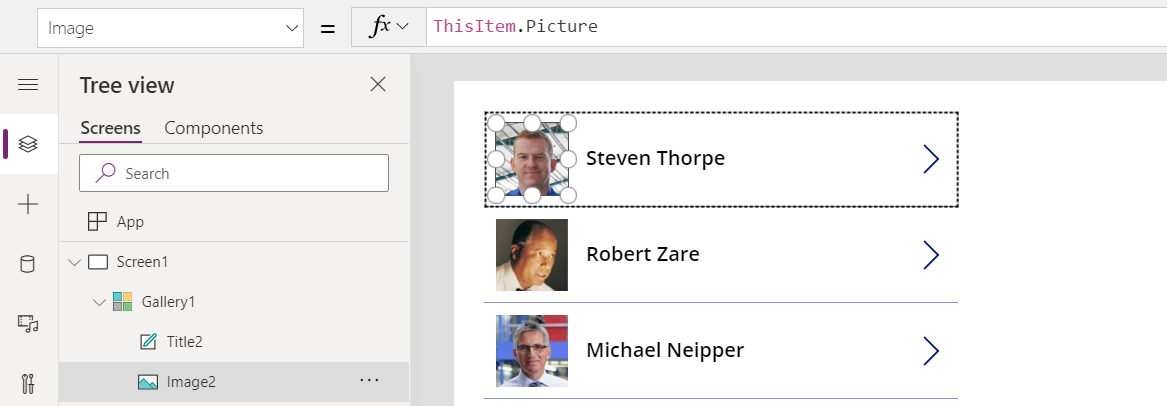 Image = fx ThisItem.Picture
Tree view
Screens Components
Search
App
Screen1
Gallery1
Title2
Image2 ...
Steven Thorpe
Robert Zare
Michael Neipper